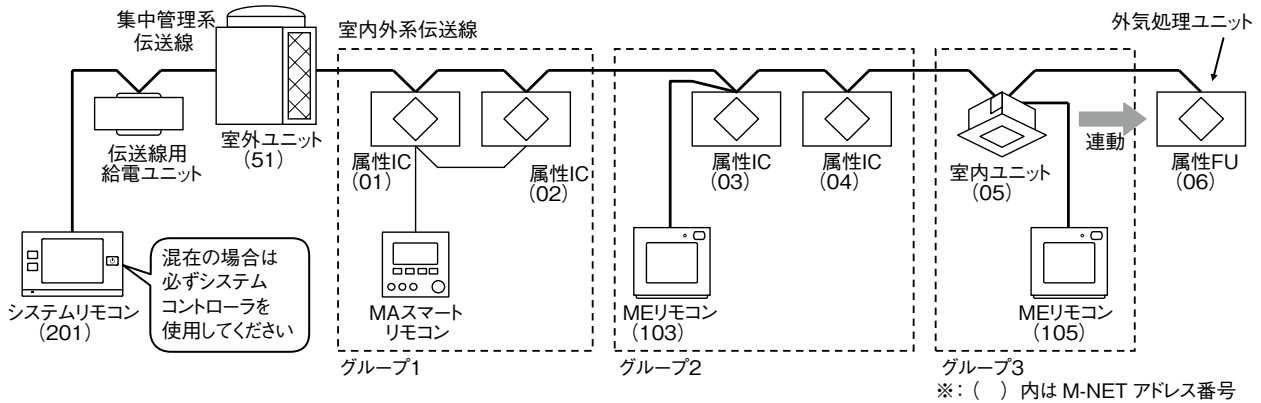 集中管理系
伝送線
室内外系伝送線
外気処理ユニット
伝送線用
給電ユニット
室外ユニット
(51)
属性IC
(01)
属性IC
(02)
属性IC
(03)
属性IC
(04)
室内ユニット
(05)
連動
属性FU
(06)
システムリモコン
(201)
混在の場合は
必ずシステム
コントローラを
使用してください
MAスマート
リモコン
MEリモコン
(103)
MEリモコン
(105)
グループ1
グループ2
グループ3
※:( )内は M-NET アドレス番号